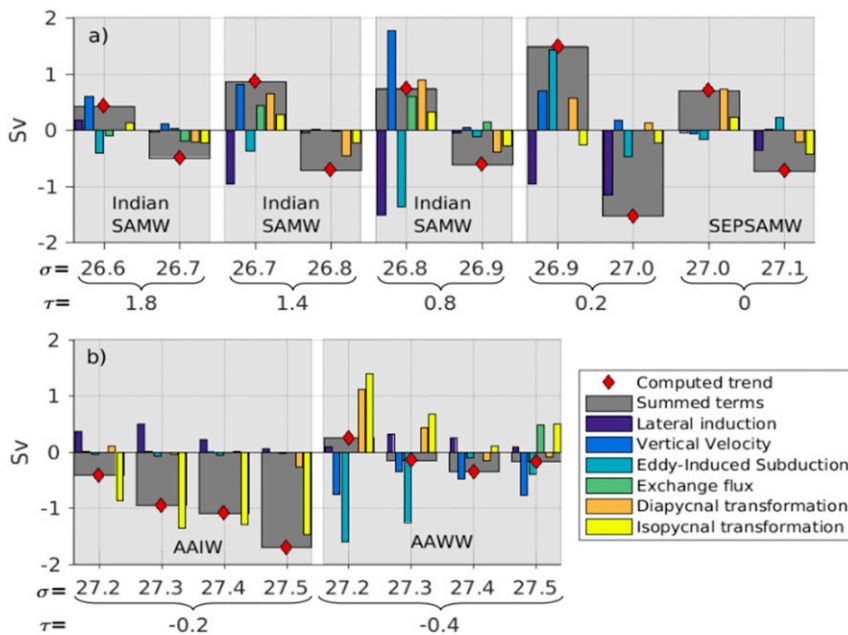 2
a)
1
Sv
0
-1
Indian Indian Indian
SAMW SAMW SAMW SEPSAMW
-2
σ= 26.6 26.7 26.7 26.8 26.8 26.9 26.9 27.0 27.0 27.1
τ= 1.8 1.4 0.8 0.2 0
2
b)
1
Sv
0
-1
AAIW AAWW
-2
σ= 27.2 27.3 27.4 27.5 27.2 27.3 27.4 27.5
τ= -0.2 -0.4
Computed trend
Summed terms
Lateral induction
Vertical Velocity
Eddy-Induced Subduction
Exchange flux
Diapycnal transformation
Isopycnal transformation